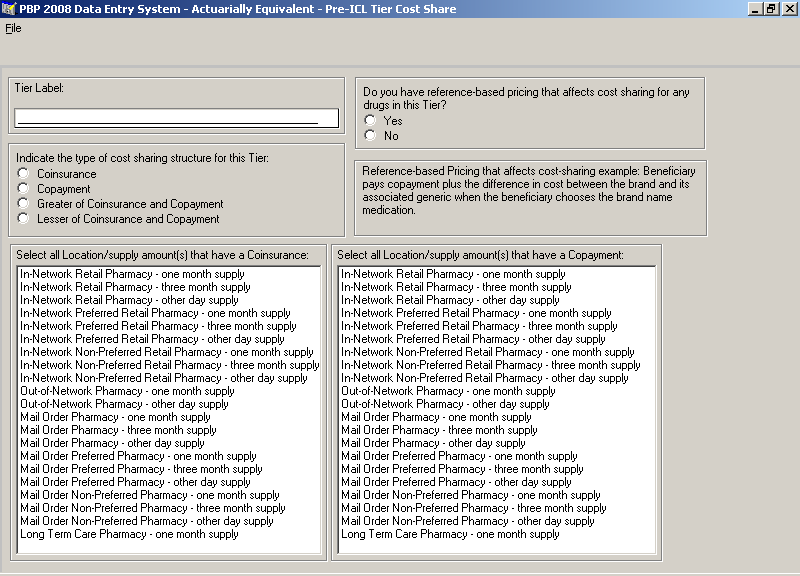 PBP 2008 Data Entry System - Actuarially Equivalent - Pre-ICL Tier Cost Share
File
Tier Label:
Indicate the type of cost sharing structure for this Tier:
Coinsurance
Copayment
Greater of Coinsurance and Copayment
Lesser of Coinsurance and Copayment
Do you have reference-based pricing that affects cost sharing for any
drugs in this Tier?
Yes
No
Reference-based Pricing that affects cost-sharing example: Beneficiary
pays copayment plus the difference in cost between the brand and its
associated generic when the beneficiary chooses the brand name
medication.
Select all Location/supply amount(s) that have a Coinsurance:
In-Network Retail Pharmacy - one month supply
In-Network Retail Pharmacy - three month supply
In-Network Retail Pharmacy - other day supply
In-Network Preferred Retail Pharmacy - one month supply
In-Network Preferred Retail Pharmacy - three month supply
In-Network Preferred Retail Pharmacy - other day supply
In-Network Non-Preferred Retail Pharmacy - one month supply
In-Network Non-Preferred Retail Pharmacy - three month supply
In-Network Non-Preferred Retail Pharmacy - other day supply
Out-of-Network Pharmacy - one month supply
Out-of-Network Pharmacy - other day supply
Mail Order Pharmacy - one month supply
Mail Order Pharmacy - three month supply
Mail Order Pharmacy - other day supply
Mail Order Preferred Pharmacy - one month supply
Mail Order Preferred Pharmacy - three month supply
Mail Order Preferred Pharmacy - other day supply
Mail Order Non-Preferred Pharmacy - one month supply
Mail Order Non-Preferred Pharmacy - three month supply
Mail Order Non-Preferred Pharmacy - other day supply
Long Term Care Pharmacy - one month supply
Select all Location/supply amount(s) that have a Copayment:
In-Network Retail Pharmacy - one month supply
In-Network Retail Pharmacy - three month supply
In-Network Retail Pharmacy - other day supply
In-Network Preferred Retail Pharmacy - one month supply
In-Network Preferred Retail Pharmacy - three month supply
In-Network Preferred Retail Pharmacy - other day supply
In-Network Non-Preferred Retail Pharmacy - one month supply
In-Network Non-Preferred Retail Pharmacy - three month supply
In-Network Non-Preferred Retail Pharmacy - other day supply
Out-of-Network Pharmacy - one month supply
Out-of-Network Pharmacy - other day supply
Mail Order Pharmacy - one month supply
Mail Order Pharmacy - three month supply
Mail Order Pharmacy - other day supply
Mail Order Preferred Pharmacy - one month supply
Mail Order Preferred Pharmacy - three month supply
Mail Order Preferred Pharmacy - other day supply
Mail Order Non-Preferred Pharmacy - one month supply
Mail Order Non-Preferred Pharmacy - three month supply
Mail Order Non-Preferred Pharmacy - other day supply
Long Term Care Pharmacy - one month supply